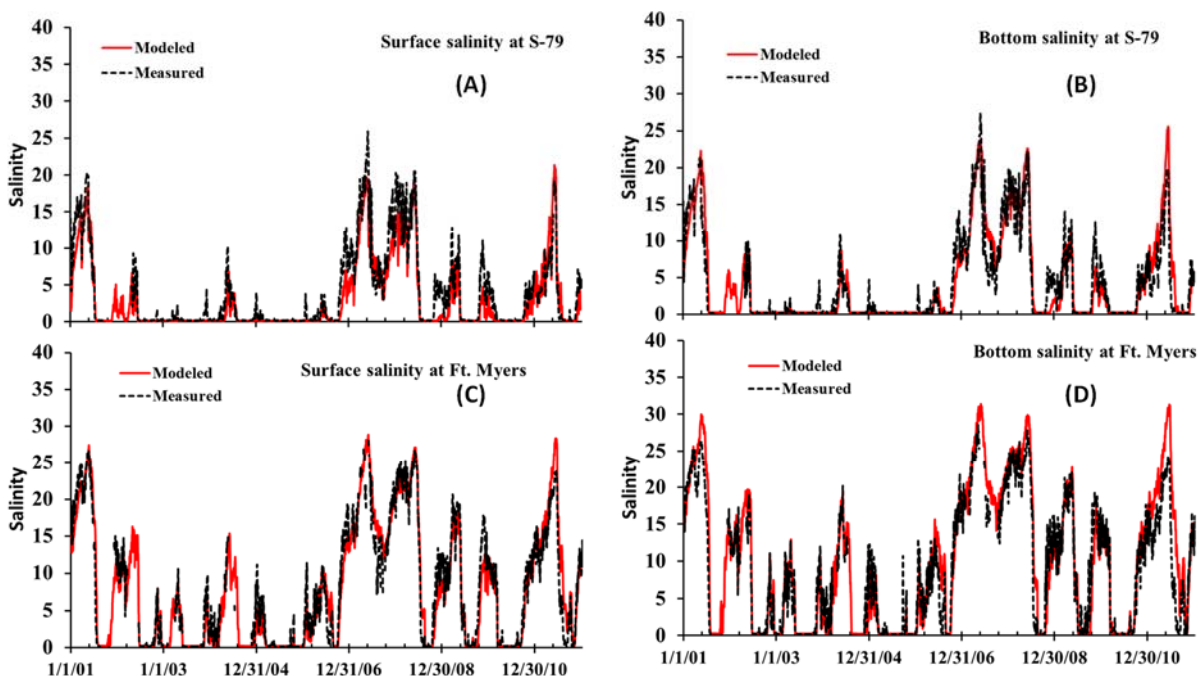 40
35
30
25
20
15
10
5
0
Salinity
Modeled
Measured
Surface salinity at S-79
(A)
40
35
30
25
20
15
10
5
0
Salinity
Modeled
Measured
Bottom salinity at S-79
(B)
40
35
30
25
20
15
10
5
0
Salinity
Modeled
Measured
Surface salinity at Ft. Myers
(C)
1/1/01
1/1/03
12/31/04
12/31/06
12/30/08
12/30/10
40
35
30
25
20
15
10
5
0
Salinity
Modeled
Measured
Bottom salinity at Ft. Myers
(D)
1/1/01
1/1/03
12/31/04
12/31/06
12/30/08
12/30/10